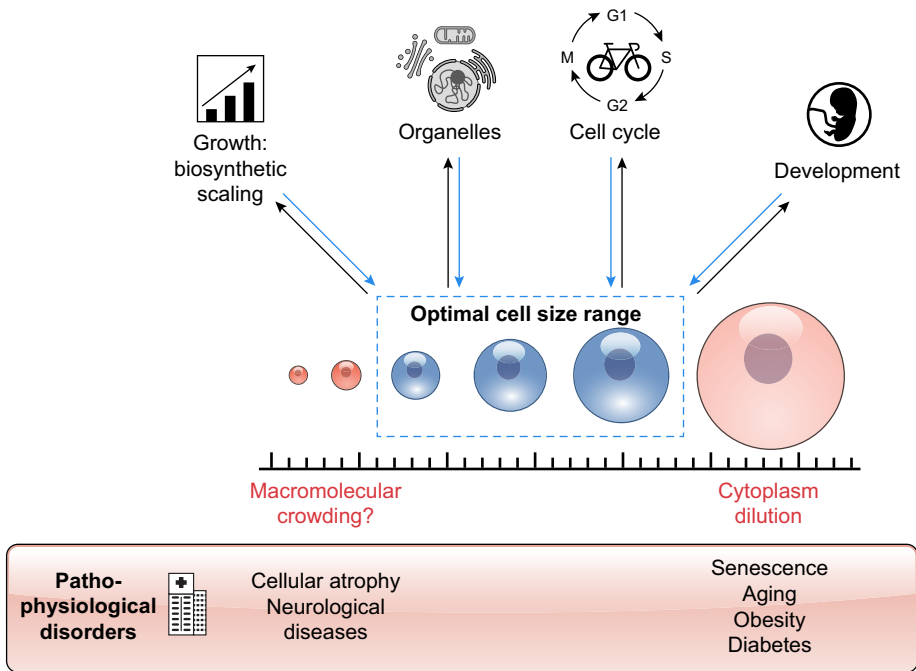 Growth:
biosynthetic
scaling
Organelles
G1
M
S
G2
Cell cycle
Development
Optimal cell size range
Macromolecular
crowding?
Cytoplasm
dilution
Patho-
physiological
disorders
Cellular atrophy
Neurological
diseases
Senescence
Aging
Obesity
Diabetes